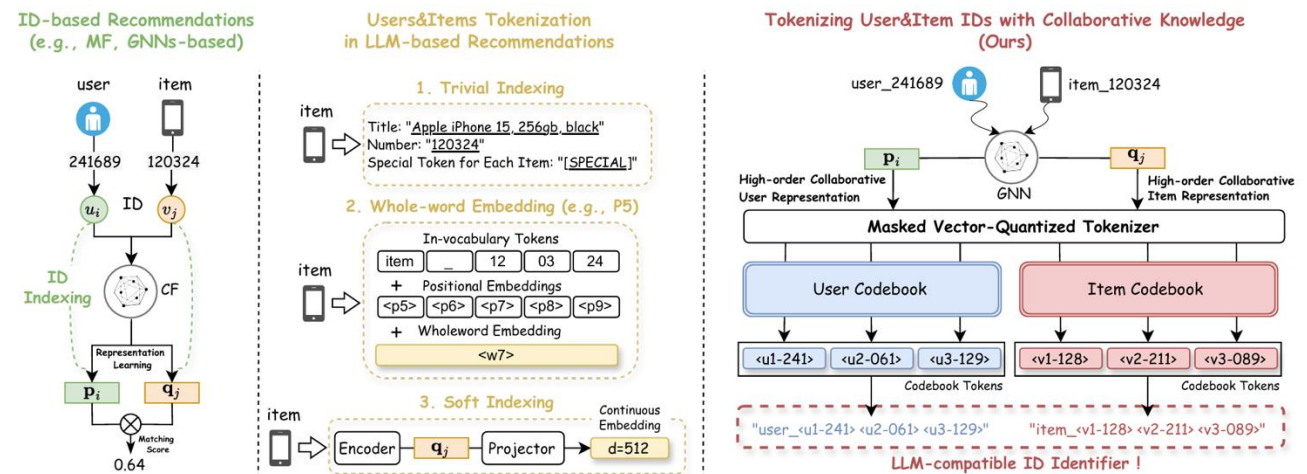 ID-based Recommendations
(e.g., MF, GNNs-based)
user
item
241689
120324
u_i
ID
v_j
ID
Indexing
CF
Representation
Learning
p_i
q_j
Matching
Score
0.64
Users&Items Tokenization
in LLM-based Recommendations
1. Trivial Indexing
item
Title: "Apple iPhone 15, 256gb, black"
Number: "120324"
Special Token for Each Item: "[SPECIAL]"
2. Whole-word Embedding (e.g., P5)
item
In-vocabulary Tokens
item _ 12 03 24
+ Positional Embeddings
<p5> <p6> <p7> <p8> <p9>
+ Wholeword Embedding
<w7>
3. Soft Indexing
item
Continuous
Embedding
Encoder q_j Projector d=512
Tokenizing User&Item IDs with Collaborative Knowledge
(Ours)
user_241689
item_120324
p_i
q_j
GNN
High-order Collaborative
User Representation
High-order Collaborative
Item Representation
Masked Vector-Quantized Tokenizer
User Codebook
Item Codebook
<u1-241> <u2-061> <u3-129>
<v1-128> <v2-211> <v3-089>
Codebook Tokens
Codebook Tokens
"user_<u1-241> <u2-061> <u3-129>"
"item_<v1-128> <v2-211> <v3-089>"
LLM-compatible ID Identifier !